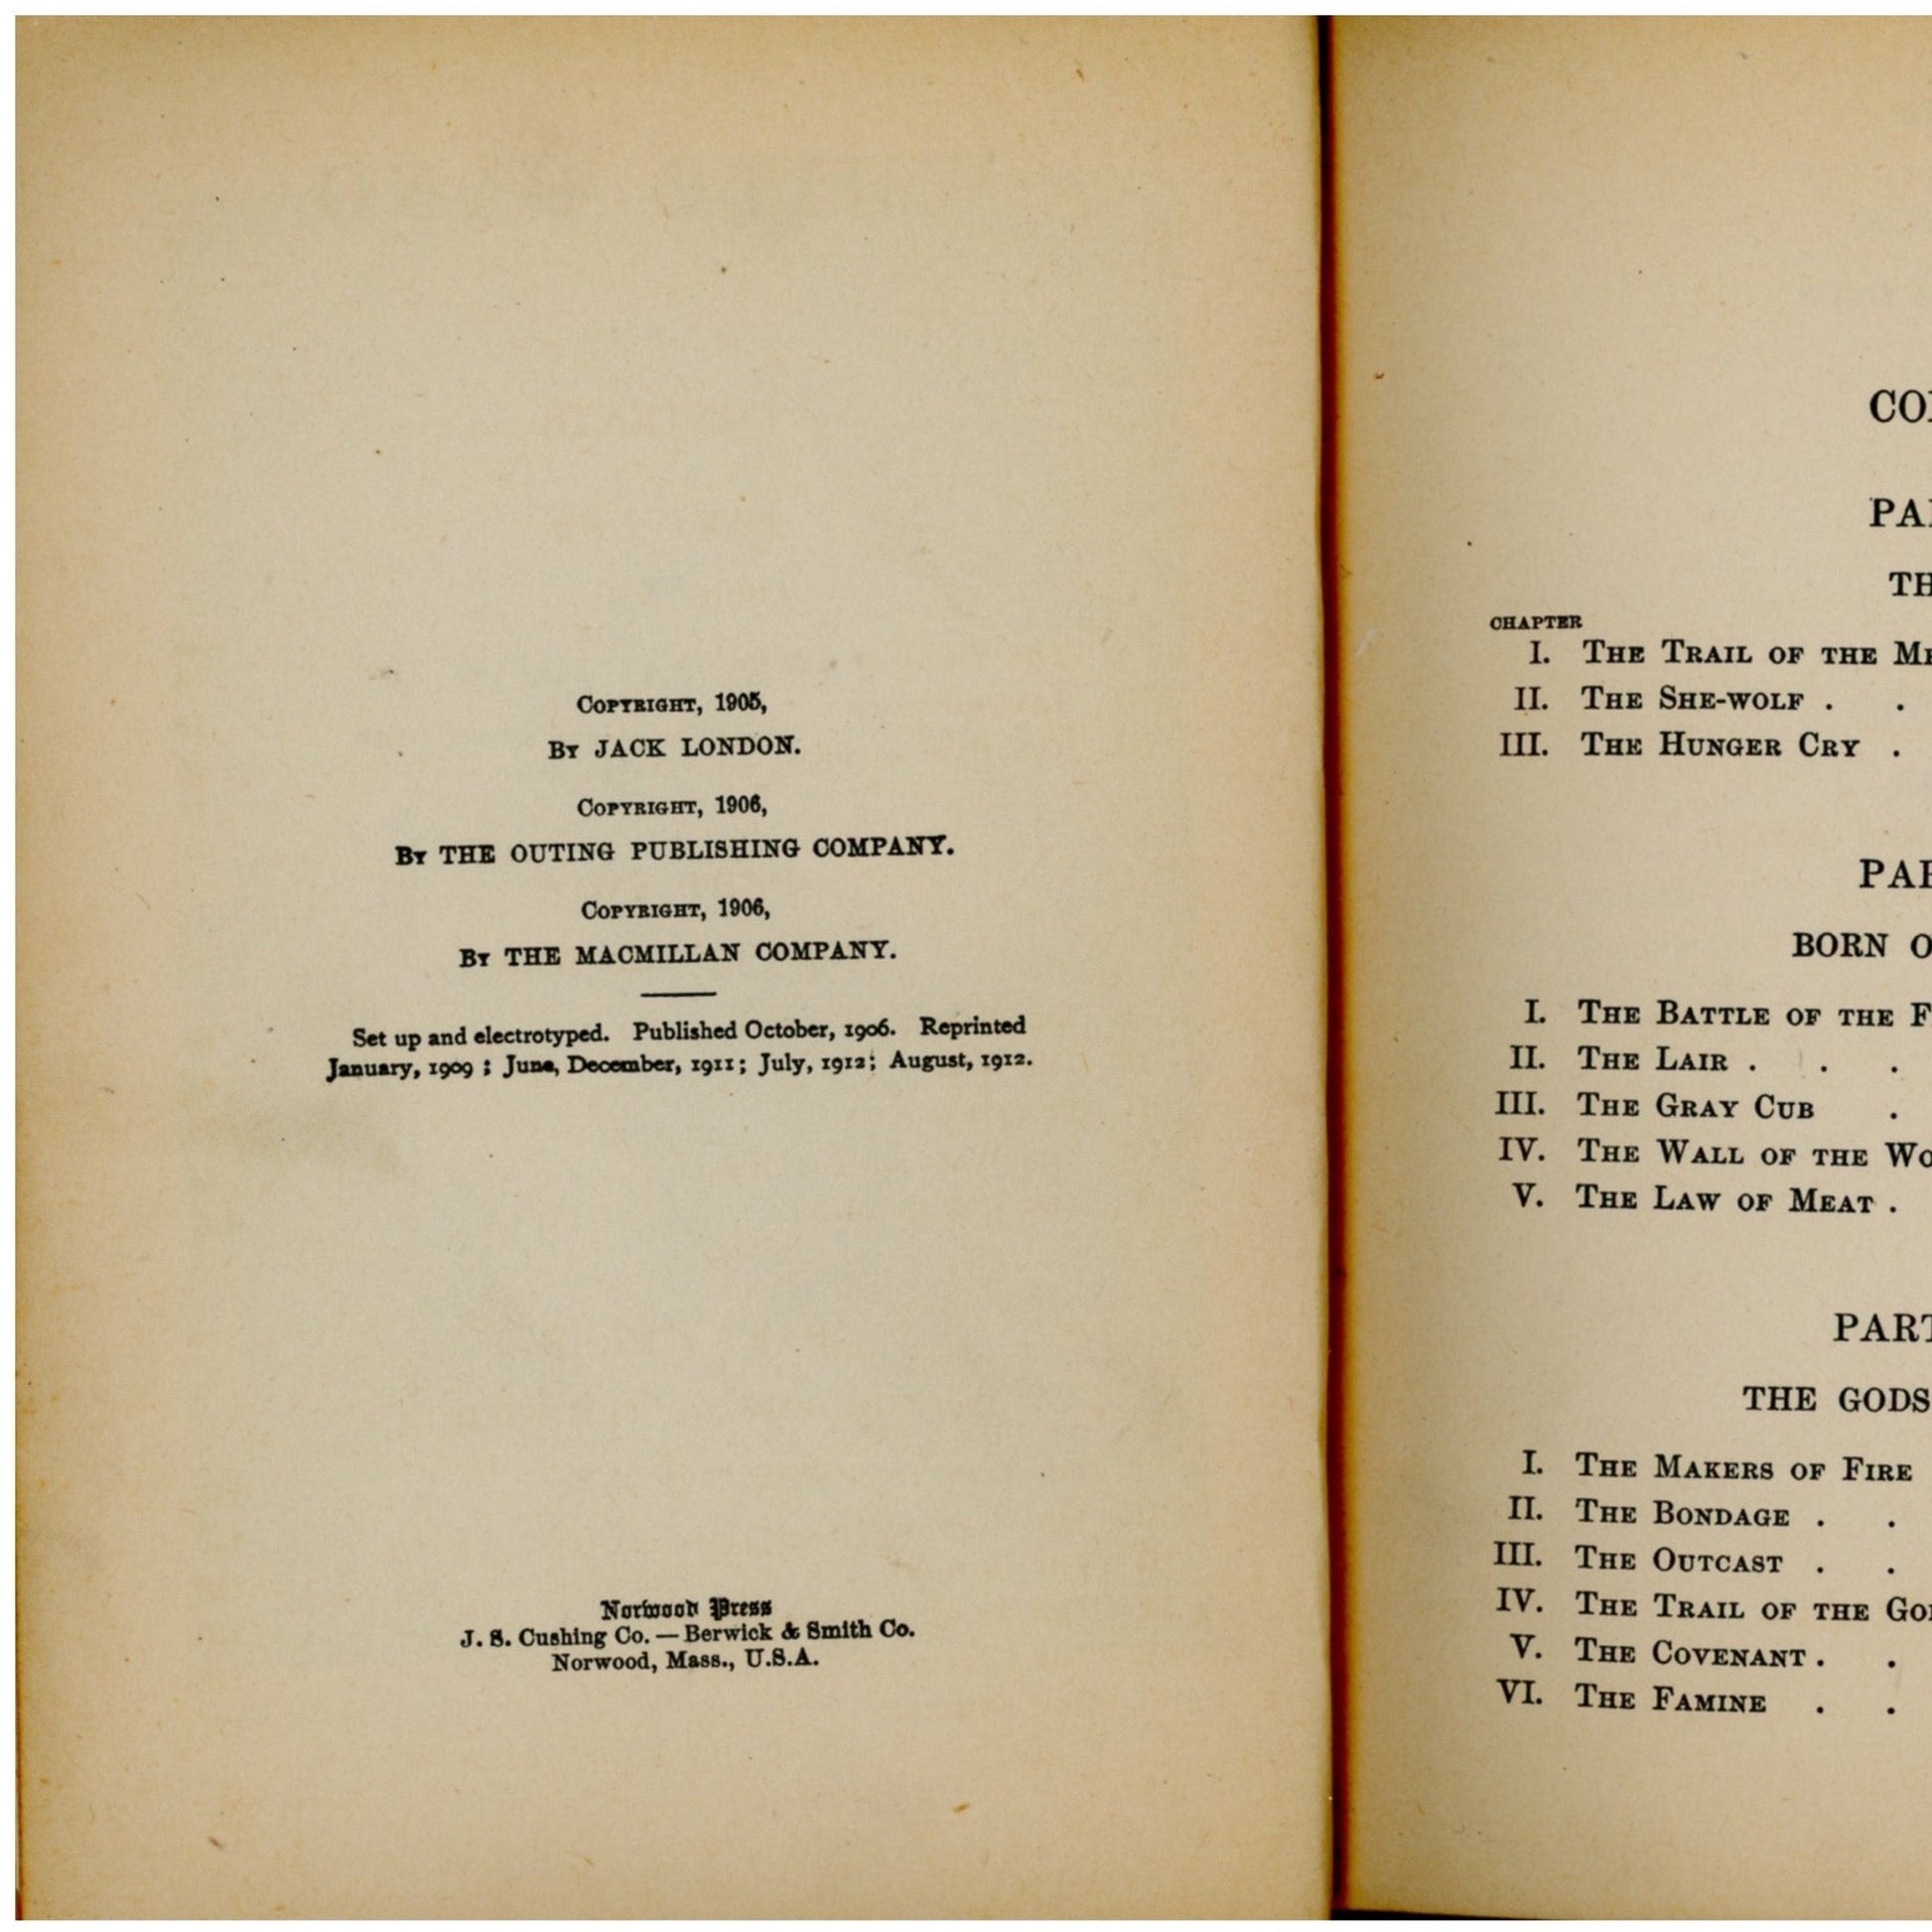 Copyright, 1905,
By JACK LONDON.
Copyright, 1906,
By THE OUTING PUBLISHING COMPANY.
Copyright, 1906,
By THE MACMILLAN COMPANY.
Set up and electrotyped. Published October, 1906. Reprinted
January, 1909; June, December, 1911; July, 1912; August, 1912.
Norwood Press
J. S. Cushing Co. — Berwick & Smith Co.
Norwood, Mass., U.S.A.
CHAPTER
I. The Trail of the
II. The She-wolf . .
III. The Hunger Cry .
BORN
I. The Battle of the
II. The Lair . . .
III. The Gray Cub .
IV. The Wall of the
V. The Law of Meat .
THE GODS
I. The Makers of Fire
II. The Bondage . .
III. The Outcast . .
IV. The Trail of the
V. The Covenant . .
VI. The Famine . .